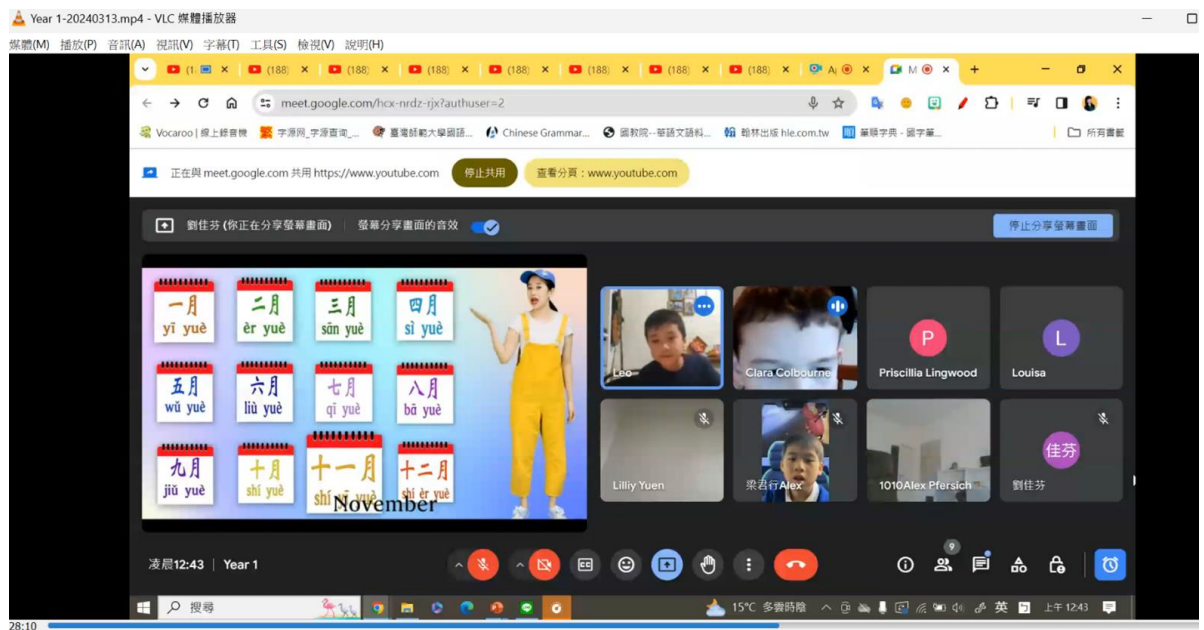 Year 1-20240313.mp4 - VLC 媒體播放器
媒體(M) 播放(P) 音訊(A) 視訊(V) 字幕(T) 工具(S) 檢視(V) 說明(H)
(1 (188) (188) (188) (188) (188) (188) (188) A M
meet.google.com/hcx-nrdz-rjx?authuser=2
Vocaroo | 線上錄音機 字源网_字源查询_... 臺灣師範大學國語... Chinese Grammar... 國教院--華語文語料... 翰林出版 hle.com.tw 筆順字典 - 國字筆... 所有書籤
正在與 meet.google.com 共用 https://www.youtube.com 停止共用 查看分頁：www.youtube.com
劉佳芬 (你正在分享螢幕畫面) 螢幕分享畫面的音效 停止分享螢幕畫面
一月 二月 三月 四月
yī yuè èr yuè sān yuè sì yuè
五月 六月 七月 八月
wǔ yuè liù yuè qī yuè bā yuè
九月 十月 十一月 十二月
jiǔ yuè shí yuè shí yī yuè shí èr yuè
November
Leo Clara Colbourne P Priscillia Lingwood L Louisa
Lilliy Yuen 梁君行Alex 1010Alex Pfersich 佳芬 劉佳芬
凌晨12:43 Year 1
9
搜尋 15°C 多雲時陰 英 上午 12:43
28:10